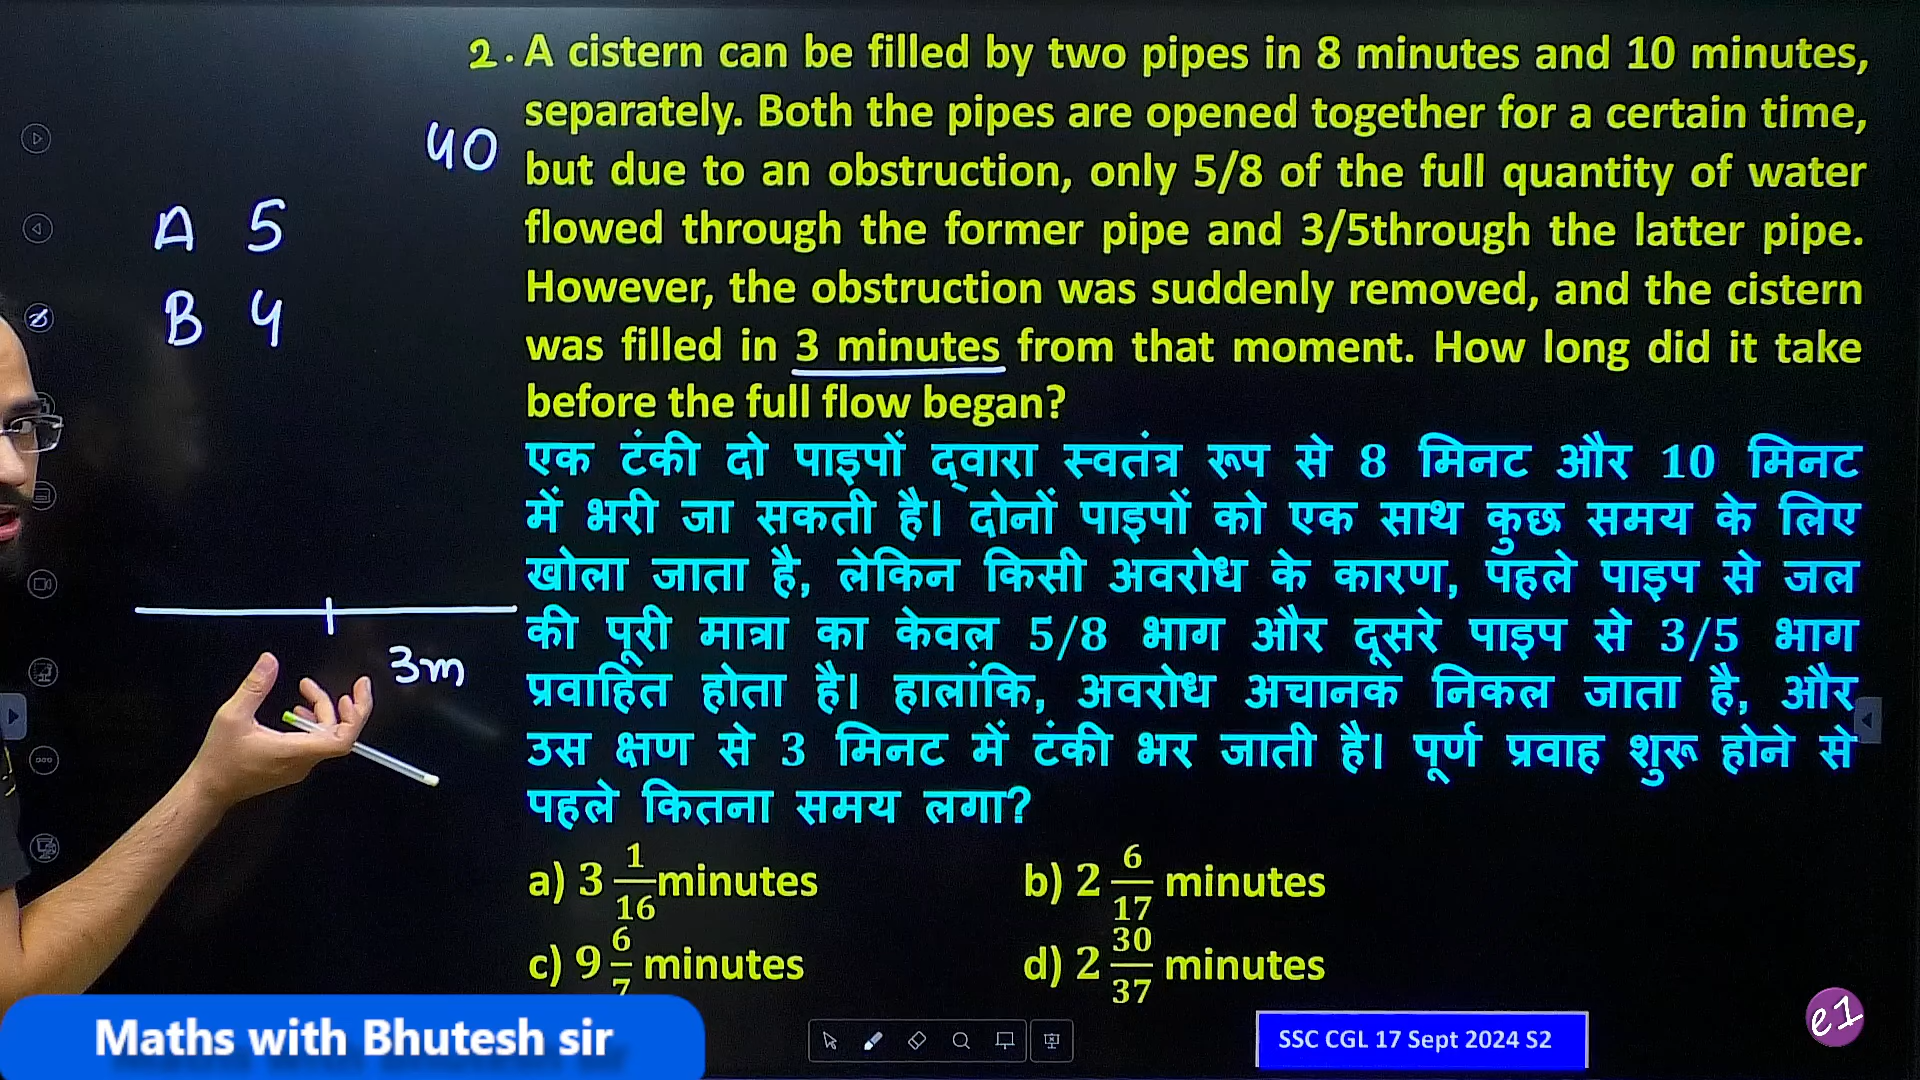 2. A cistern can be filled by two pipes in 8 minutes and 10 minutes,
separately. Both the pipes are opened together for a certain time,
but due to an obstruction, only 5/8 of the full quantity of water
flowed through the former pipe and 3/5through the latter pipe.
However, the obstruction was suddenly removed, and the cistern
was filled in 3 minutes from that moment. How long did it take
before the full flow began?
40
A 5
B 4
3m
एक टंकी दो पाइपों द्वारा स्वतंत्र रूप से 8 मिनट और 10 मिनट
में भरी जा सकती है। दोनों पाइपों को एक साथ कुछ समय के लिए
खोला जाता है, लेकिन किसी अवरोध के कारण, पहले पाइप से जल
की पूरी मात्रा का केवल 5/8 भाग और दूसरे पाइप से 3/5 भाग
प्रवाहित होता है। हालांकि, अवरोध अचानक निकल जाता है, और
उस क्षण से 3 मिनट में टंकी भर जाती है। पूर्ण प्रवाह शुरू होने से
पहले कितना समय लगा?
a) 3 1/16 minutes b) 2 6/17 minutes
c) 9 6/7 minutes d) 2 30/37 minutes
Maths with Bhutesh sir
SSC CGL 17 Sept 2024 S2
e1